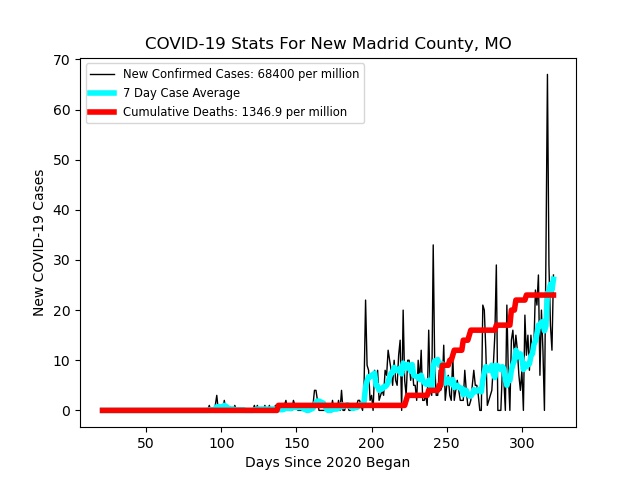 COVID-19 Stats For New Madrid County, MO
New Confirmed Cases: 68400 per million
7 Day Case Average
Cumulative Deaths: 1346.9 per million
New COVID-19 Cases
70
60
50
40
30
20
10
0
50 100 150 200 250 300
Days Since 2020 Began